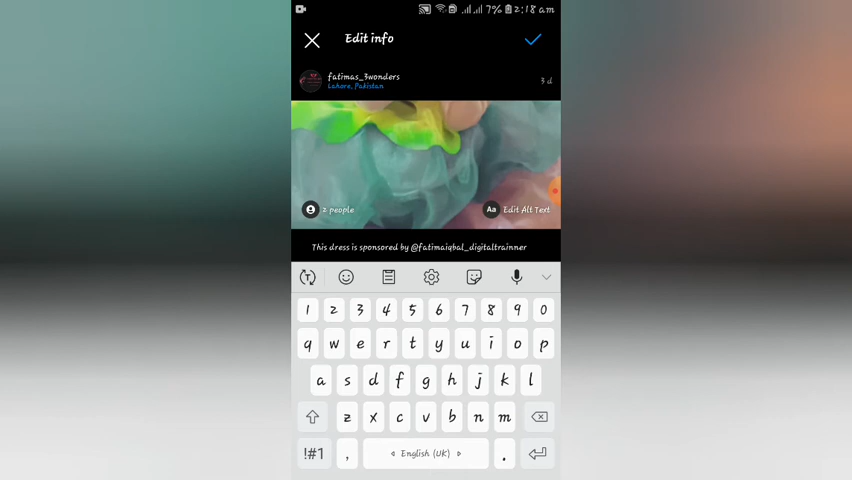 7% 2:18 am
Edit info
fatimas_3wonders
Lahore, Pakistan
3 d
2 people
Aa Edit Alt Text
This dress is sponsored by @fatimaiqbal_digitaltrainner
T
1 2 3 4 5 6 7 8 9 0
q w e r t y u i o p
a s d f g h j k l
z x c v b n m
!#1 , English (UK) .